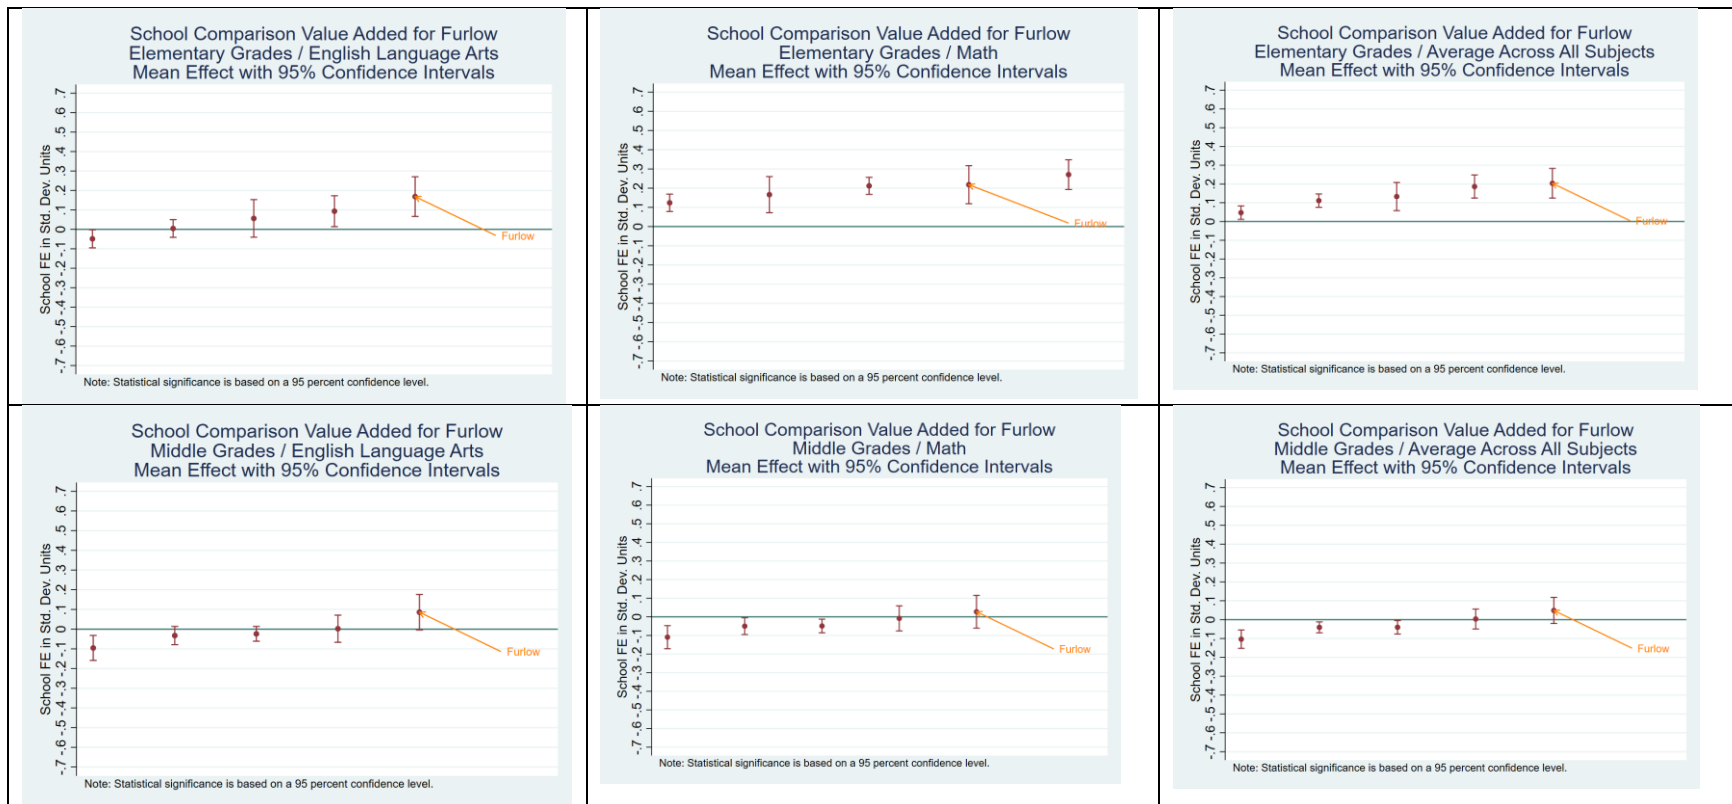 School Comparison Value Added for Furlow
Elementary Grades / English Language Arts
Mean Effect with 95% Confidence Intervals
School FE in Std. Dev. Units
.7
.6
.5
.4
.3
.2
.1
0
-.1
-.2
-.3
-.4
-.5
-.6
-.7
Furlow
Note: Statistical significance is based on a 95 percent confidence level.
School Comparison Value Added for Furlow
Elementary Grades / Math
Mean Effect with 95% Confidence Intervals
School FE in Std. Dev. Units
.7
.6
.5
.4
.3
.2
.1
0
-.1
-.2
-.3
-.4
-.5
-.6
-.7
Furlow
Note: Statistical significance is based on a 95 percent confidence level.
School Comparison Value Added for Furlow
Elementary Grades / Average Across All Subjects
Mean Effect with 95% Confidence Intervals
School FE in Std. Dev. Units
.7
.6
.5
.4
.3
.2
.1
0
-.1
-.2
-.3
-.4
-.5
-.6
-.7
Furlow
Note: Statistical significance is based on a 95 percent confidence level.
School Comparison Value Added for Furlow
Middle Grades / English Language Arts
Mean Effect with 95% Confidence Intervals
School FE in Std. Dev. Units
.7
.6
.5
.4
.3
.2
.1
0
-.1
-.2
-.3
-.4
-.5
-.6
-.7
Furlow
Note: Statistical significance is based on a 95 percent confidence level.
School Comparison Value Added for Furlow
Middle Grades / Math
Mean Effect with 95% Confidence Intervals
School FE in Std. Dev. Units
.7
.6
.5
.4
.3
.2
.1
0
-.1
-.2
-.3
-.4
-.5
-.6
-.7
Furlow
Note: Statistical significance is based on a 95 percent confidence level.
School Comparison Value Added for Furlow
Middle Grades / Average Across All Subjects
Mean Effect with 95% Confidence Intervals
School FE in Std. Dev. Units
.7
.6
.5
.4
.3
.2
.1
0
-.1
-.2
-.3
-.4
-.5
-.6
-.7
Furlow
Note: Statistical significance is based on a 95 percent confidence level.